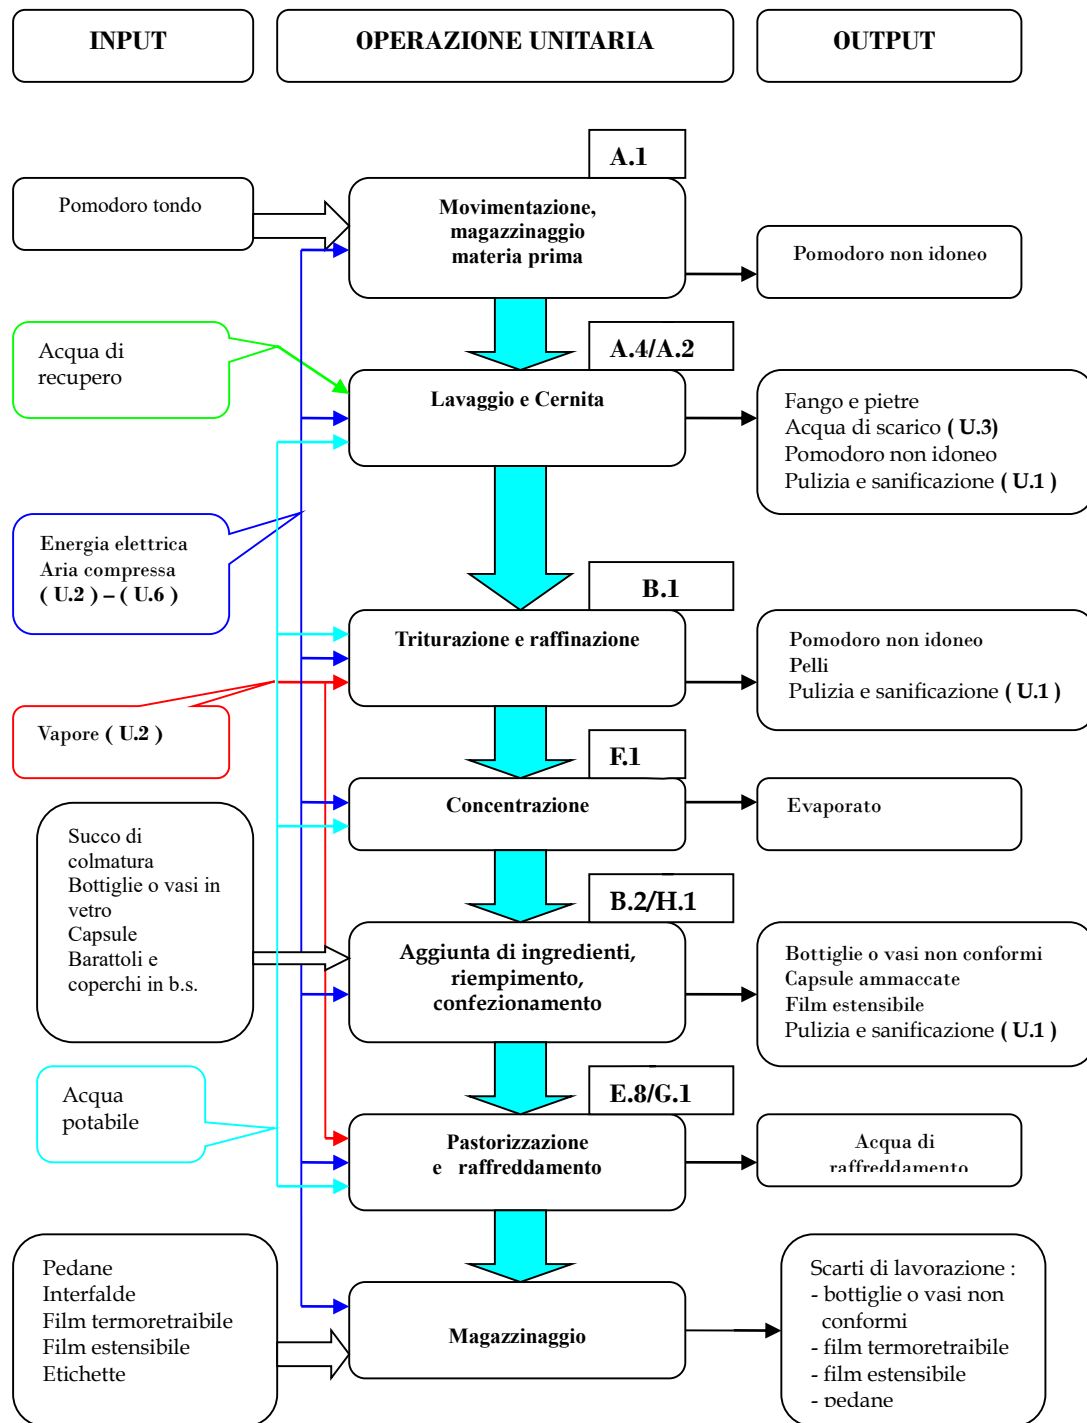 INPUT
OPERAZIONE UNITARIA
OUTPUT
A.1
Pomodoro tondo
Movimentazione,
magazzinaggio
materia prima
Pomodoro non idoneo
A.4/A.2
Acqua di
recupero
Lavaggio e Cernita
Fango e pietre
Acqua di scarico ( U.3)
Pomodoro non idoneo
Pulizia e sanificazione ( U.1 )
Energia elettrica
Aria compressa
( U.2 ) – ( U.6 )
B.1
Triturazione e raffinazione
Pomodoro non idoneo
Pelli
Pulizia e sanificazione ( U.1 )
Vapore ( U.2 )
F.1
Concentrazione
Evaporato
Succo di
colmatura
Bottiglie o vasi in
vetro
Capsule
Barattoli e
coperchi in b.s.
B.2/H.1
Aggiunta di ingredienti,
riempimento,
confezionamento
Bottiglie o vasi non conformi
Capsule ammaccate
Film estensibile
Pulizia e sanificazione ( U.1 )
Acqua
potabile
E.8/G.1
Pastorizzazione
e raffreddamento
Acqua di
raffreddamento
Pedane
Interfalde
Film termoretraibile
Film estensibile
Etichette
Magazzinaggio
Scarti di lavorazione :
- bottiglie o vasi non
conformi
- film termoretraibile
- film estensibile
- pedane